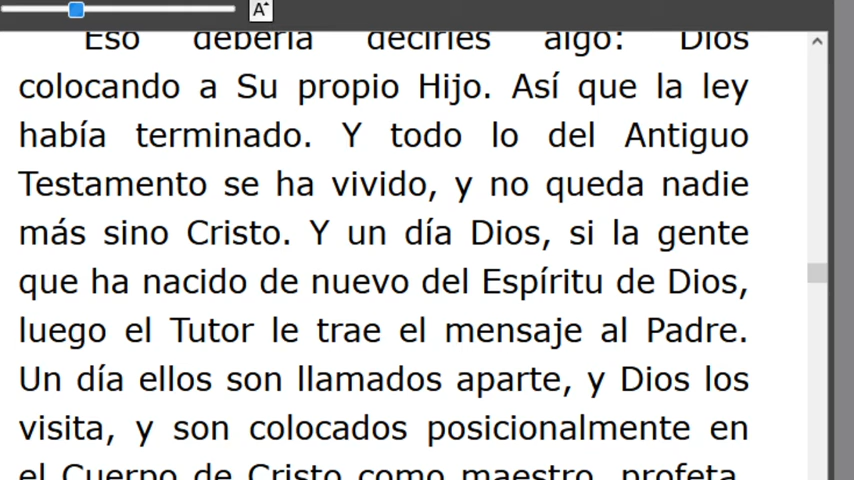 A
Eso debería decirles algo: Dios
colocando a Su propio Hijo. Así que la ley
había terminado. Y todo lo del Antiguo
Testamento se ha vivido, y no queda nadie
más sino Cristo. Y un día Dios, si la gente
que ha nacido de nuevo del Espíritu de Dios,
luego el Tutor le trae el mensaje al Padre.
Un día ellos son llamados aparte, y Dios los
visita, y son colocados posicionalmente en
el Cuerpo de Cristo como maestro, profeta,